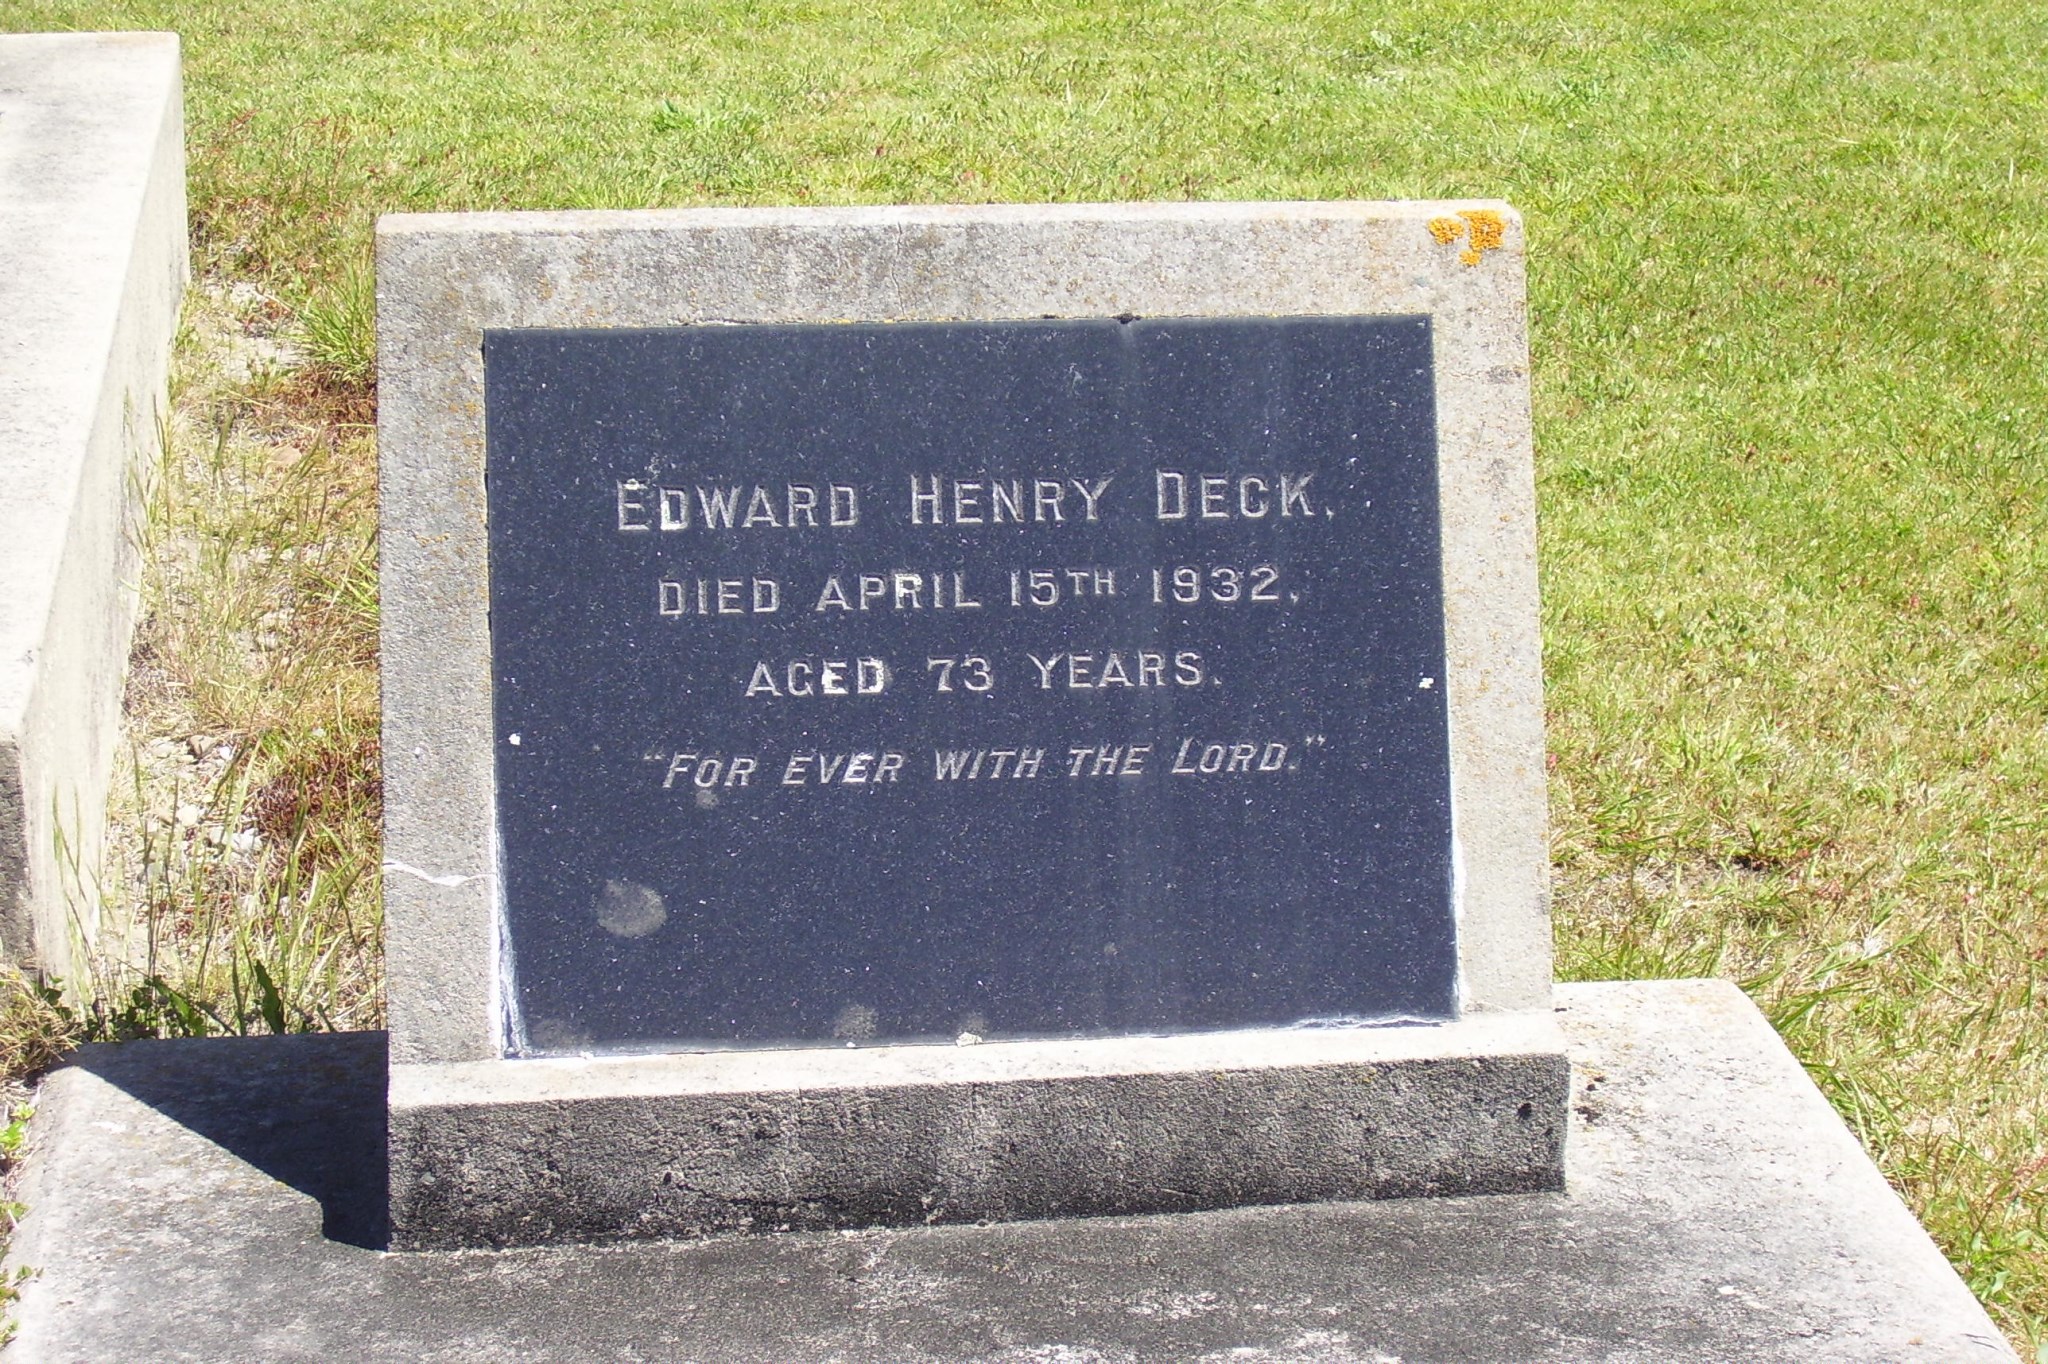 EDWARD HENRY DECK,
DIED APRIL 15TH 1932,
AGED 73 YEARS.
"FOR EVER WITH THE LORD."